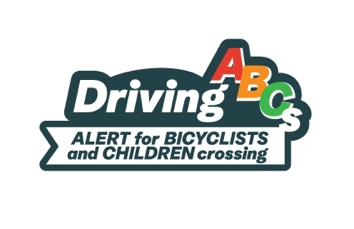 Driving ABCs
ALERT for BICYCLISTS
and CHILDREN crossing